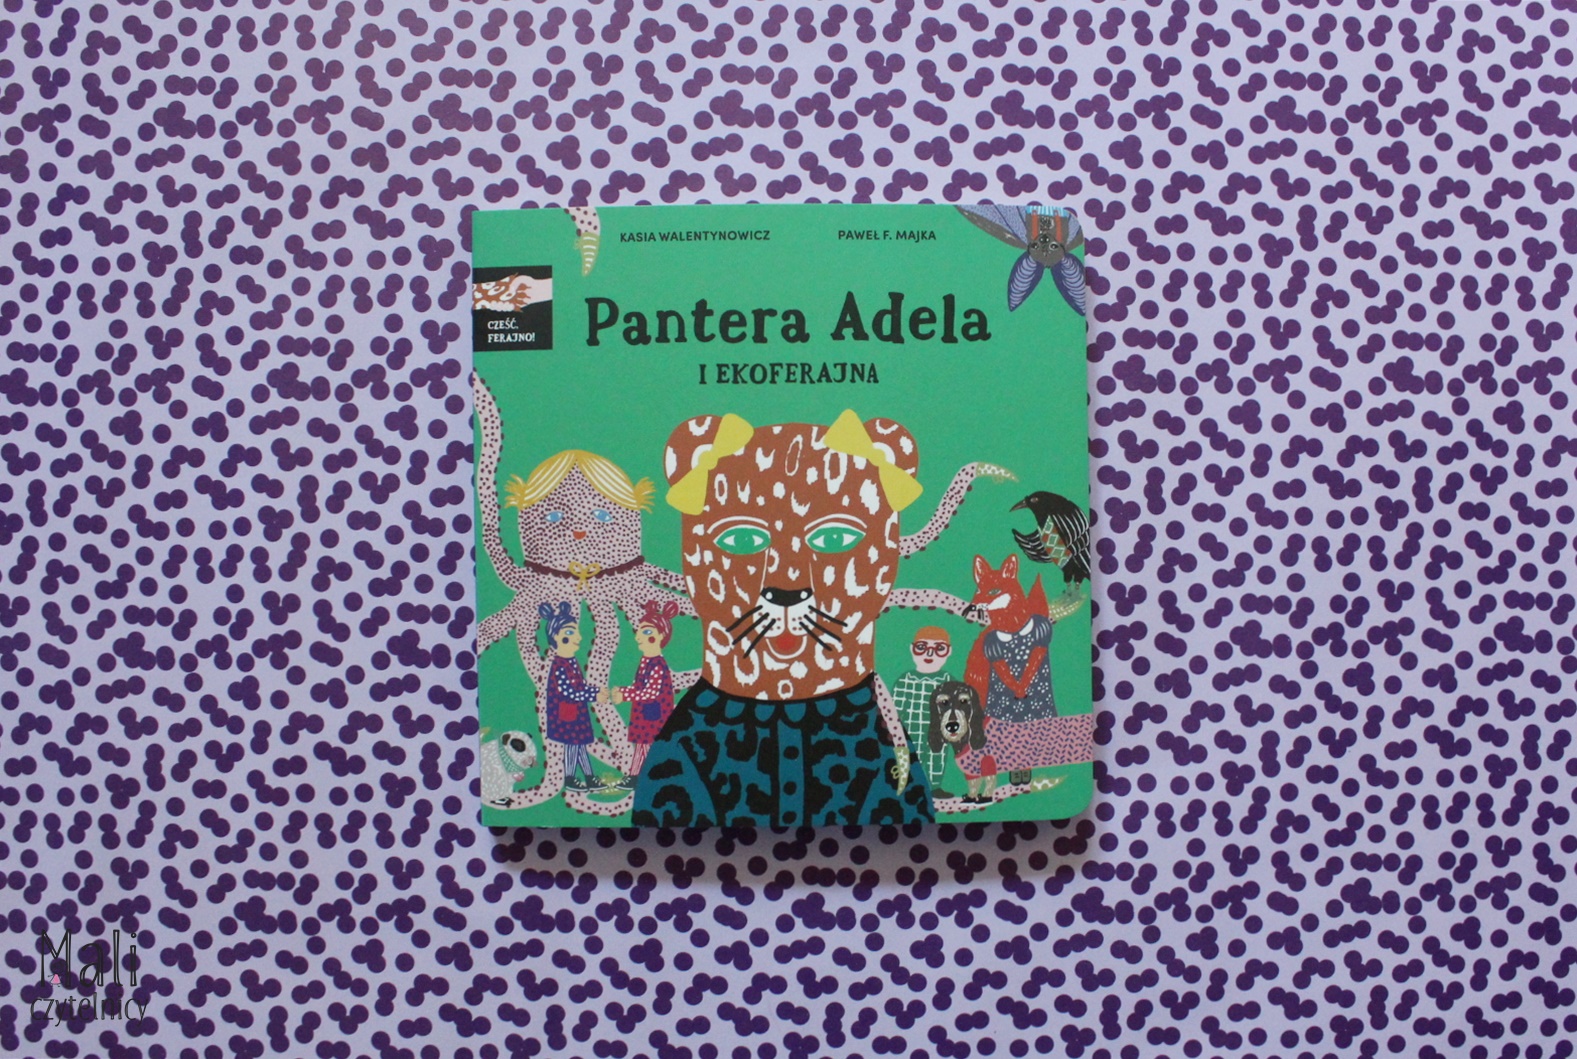 KASIA WALENTYNOWICZ PAWEŁ F. MAJKA
CZEŚĆ,
FERAJNO!
Pantera Adela
I EKOFERAJNA
Mali
czytelnicy